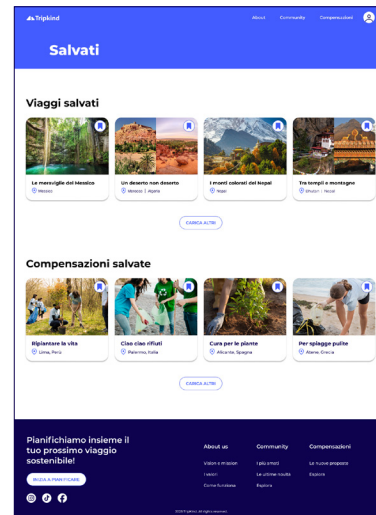 Tripkind
About Community Compensazioni
Salvati
Viaggi salvati
Le meraviglie del Messico
Messico
Un deserto non deserto
Marocco | Algeria
I monti colorati del Nepal
Nepal
Tra templi e montagne
Bhutan | Nepal
CARICA ALTRI
Compensazioni salvate
Ripiantare la vita
Lima, Perù
Ciao ciao rifiuti
Palermo, Italia
Cura per le piante
Alicante, Spagna
Per spiagge pulite
Atene, Grecia
CARICA ALTRI
Pianifichiamo insieme il
tuo prossimo viaggio
sostenibile!
INIZIA A PIANIFICARE
About us
Vision e mission
I valori
Come funziona
Community
I più amati
Le ultime novità
Esplora
Compensazioni
Le nuove proposte
Esplora
Tripkind. All rights reserved.